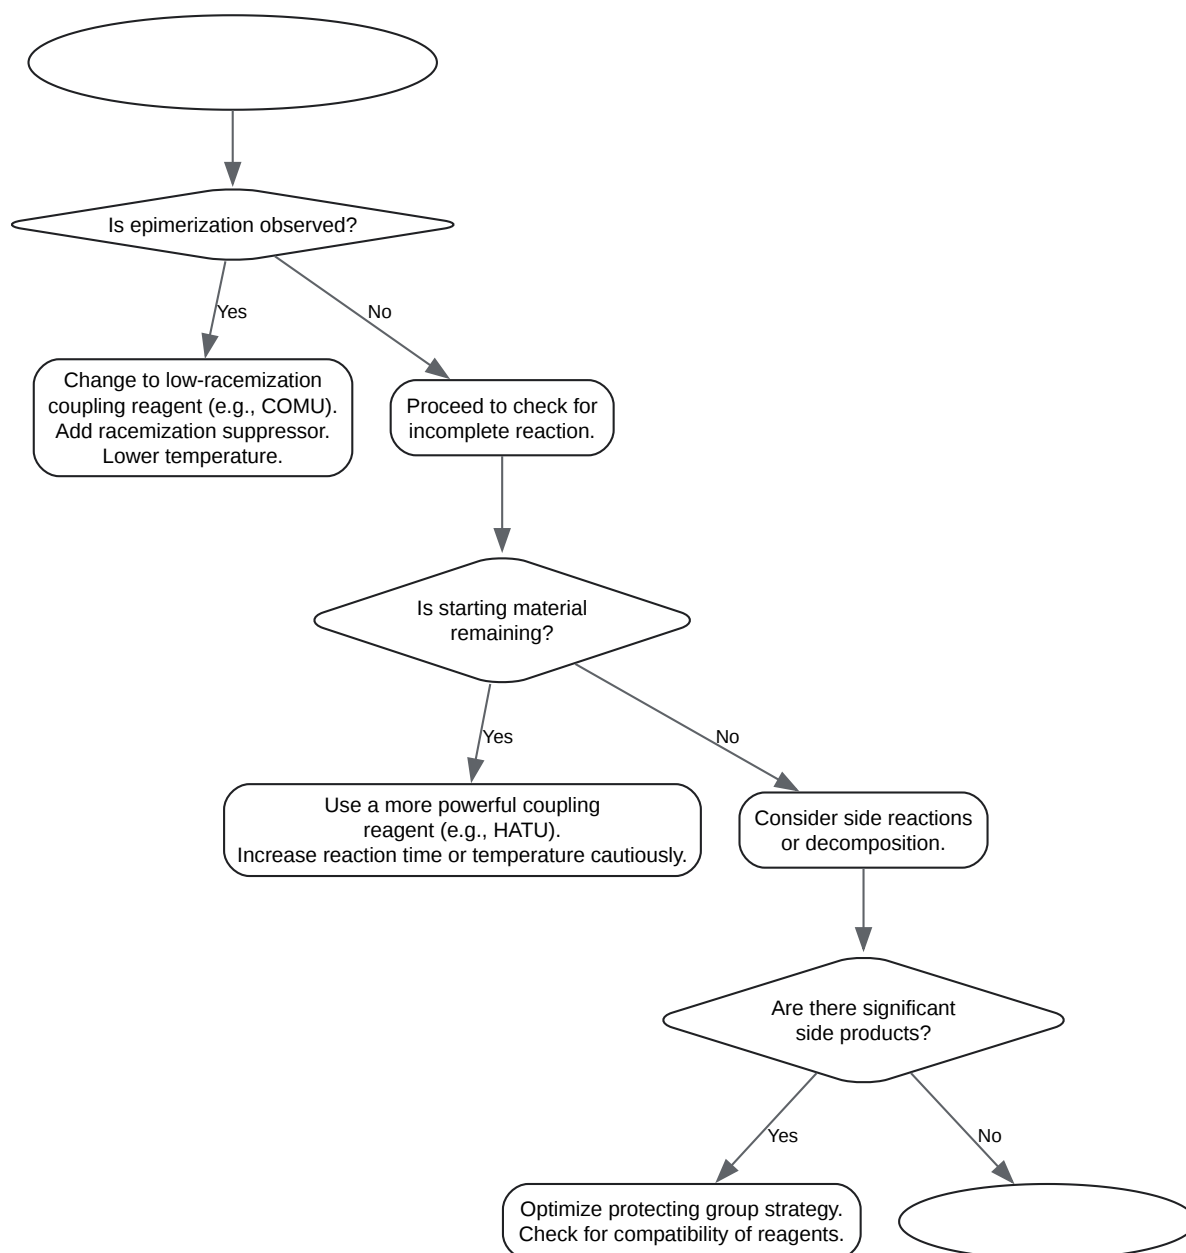 Is epimerization observed?
Yes
No
Change to low-racemization
coupling reagent (e.g., COMU).
Add racemization suppressor.
Lower temperature.
Proceed to check for
incomplete reaction.
Is starting material
remaining?
Yes
No
Use a more powerful coupling
reagent (e.g., HATU).
Increase reaction time or temperature cautiously.
Consider side reactions
or decomposition.
Are there significant
side products?
Yes
No
Optimize protecting group strategy.
Check for compatibility of reagents.